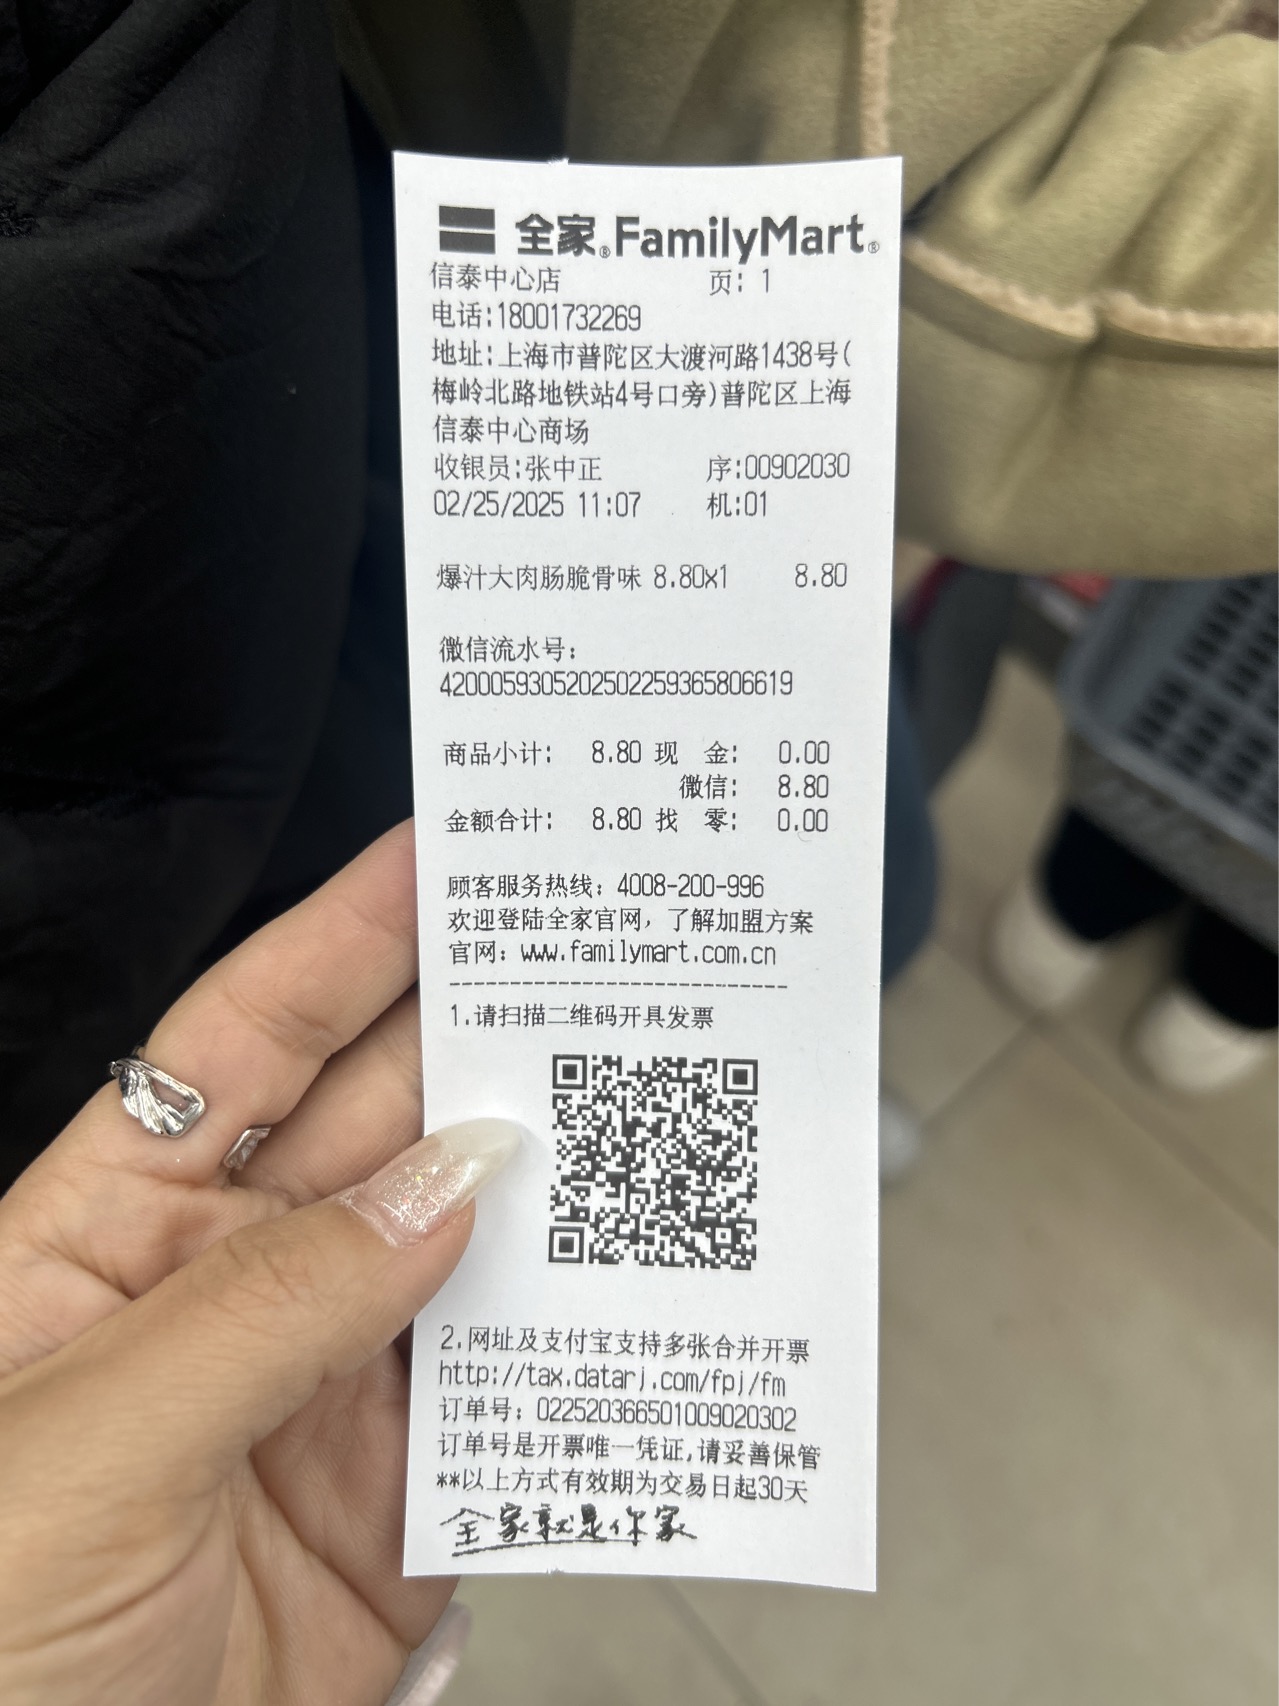 全家®FamilyMart®
信泰中心店 页: 1
电话:18001732269
地址:上海市普陀区大渡河路1438号(
梅岭北路地铁站4号口旁)普陀区上海
信泰中心商场
收银员:张中正 序:00902030
02/25/2025 11:07 机:01
爆汁大肉肠脆骨味 8.80x1 8.80
微信流水号:
4200059305202502259365806619
商品小计: 8.80 现 金: 0.00
微信: 8.80
金额合计: 8.80 找 零: 0.00
顾客服务热线: 4008-200-996
欢迎登陆全家官网, 了解加盟方案
官网: www.familymart.com.cn
----------------------------
1.请扫描二维码开具发票
2.网址及支付宝支持多张合并开票
http://tax.datarj.com/fpj/fm
订单号: 022520366501009020302
订单号是开票唯一凭证,请妥善保管
**以上方式有效期为交易日起30天
全家就是你家